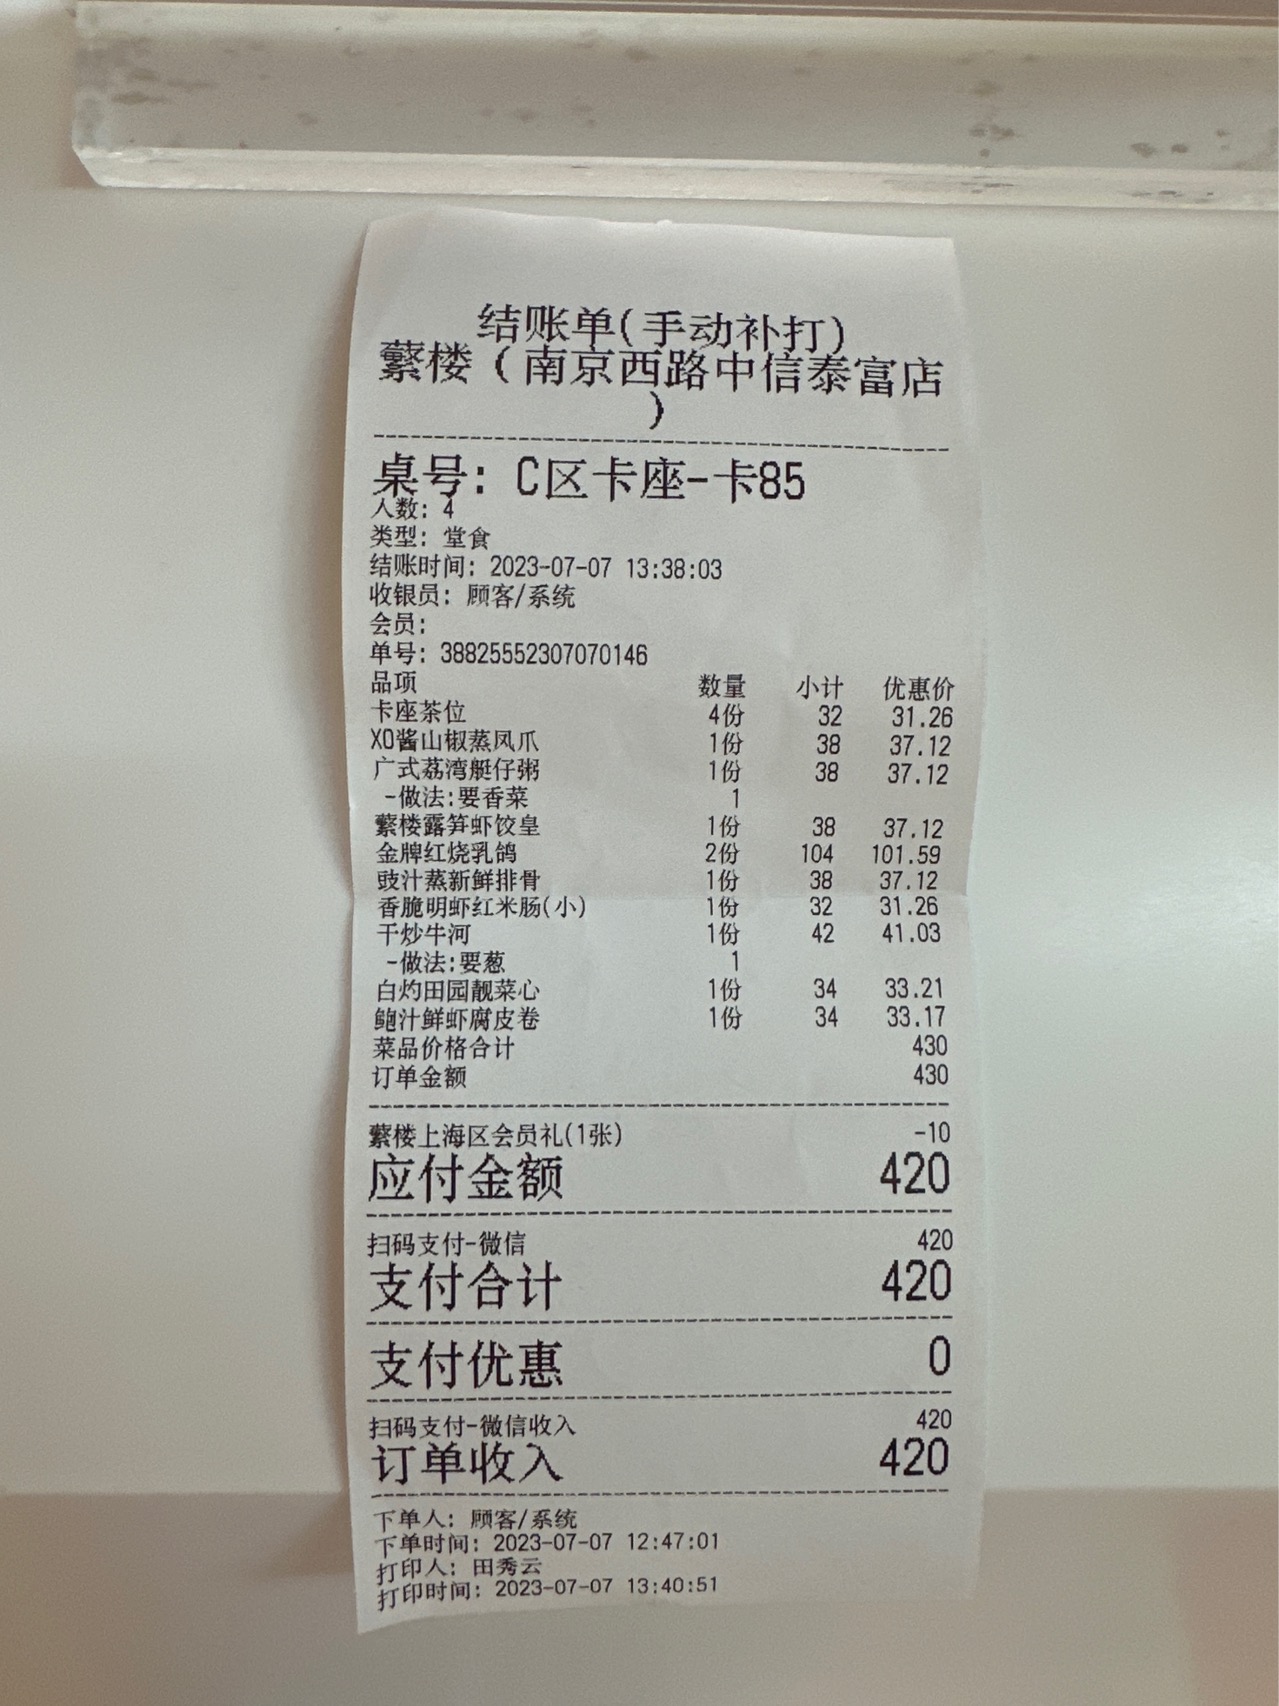 结账单(手动补打)
蘩楼（南京西路中信泰富店
）
桌号: C区卡座-卡85
人数: 4
类型: 堂食
结账时间: 2023-07-07 13:38:03
收银员: 顾客/系统
会员:
单号: 38825552307070146
品项 数量 小计 优惠价
卡座茶位 4份 32 31.26
XO酱山椒蒸凤爪 1份 38 37.12
广式荔湾艇仔粥 1份 38 37.12
-做法:要香菜 1
蘩楼露笋虾饺皇 1份 38 37.12
金牌红烧乳鸽 2份 104 101.59
豉汁蒸新鲜排骨 1份 38 37.12
香脆明虾红米肠(小) 1份 32 31.26
干炒牛河 1份 42 41.03
-做法:要葱 1
白灼田园靓菜心 1份 34 33.21
鲍汁鲜虾腐皮卷 1份 34 33.17
菜品价格合计 430
订单金额 430
蘩楼上海区会员礼(1张) -10
应付金额 420
扫码支付-微信 420
支付合计 420
支付优惠 0
扫码支付-微信收入 420
订单收入 420
下单人: 顾客/系统
下单时间: 2023-07-07 12:47:01
打印人: 田秀云
打印时间: 2023-07-07 13:40:51